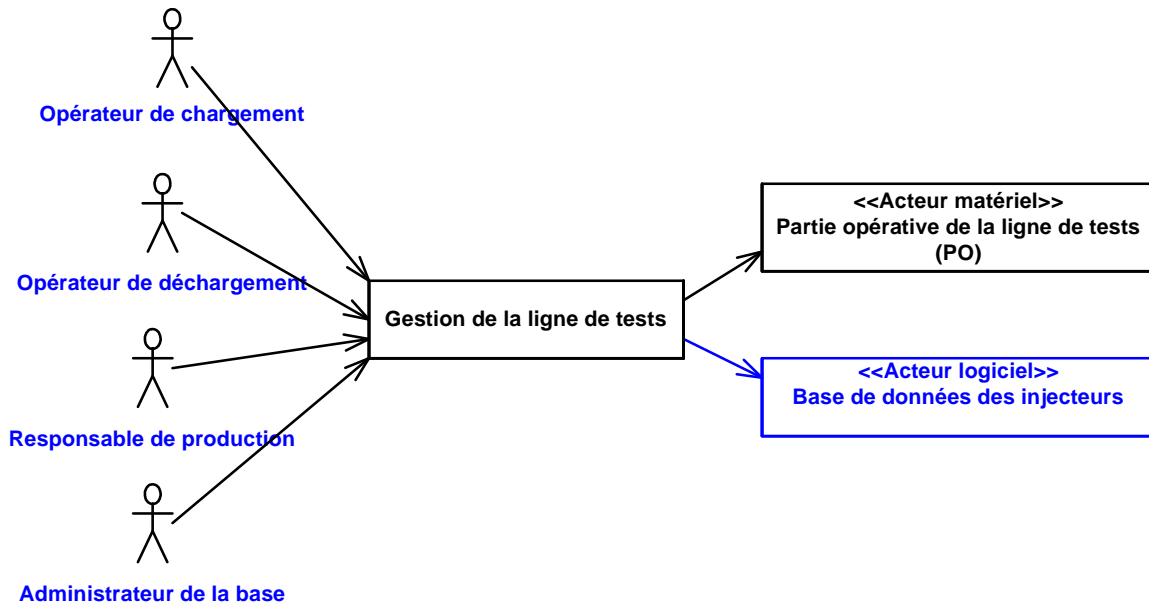 Opérateur de chargement
Opérateur de déchargement
Responsable de production
Administrateur de la base
Gestion de la ligne de tests
<<Acteur matériel>>
Partie opérative de la ligne de tests
(PO)
<<Acteur logiciel>>
Base de données des injecteurs